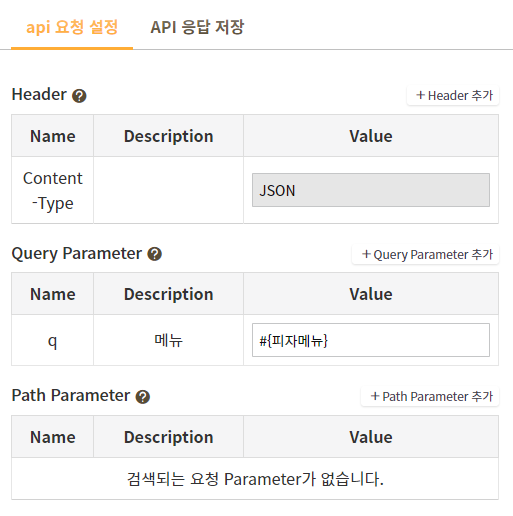 api 요청 설정 API 응답 저장
Header ? +Header 추가
Name Description Value
Content
-Type JSON
Query Parameter ? +Query Parameter 추가
Name Description Value
q 메뉴 #{피자메뉴}
Path Parameter ? +Path Parameter 추가
Name Description Value
검색되는 요청 Parameter가 없습니다.